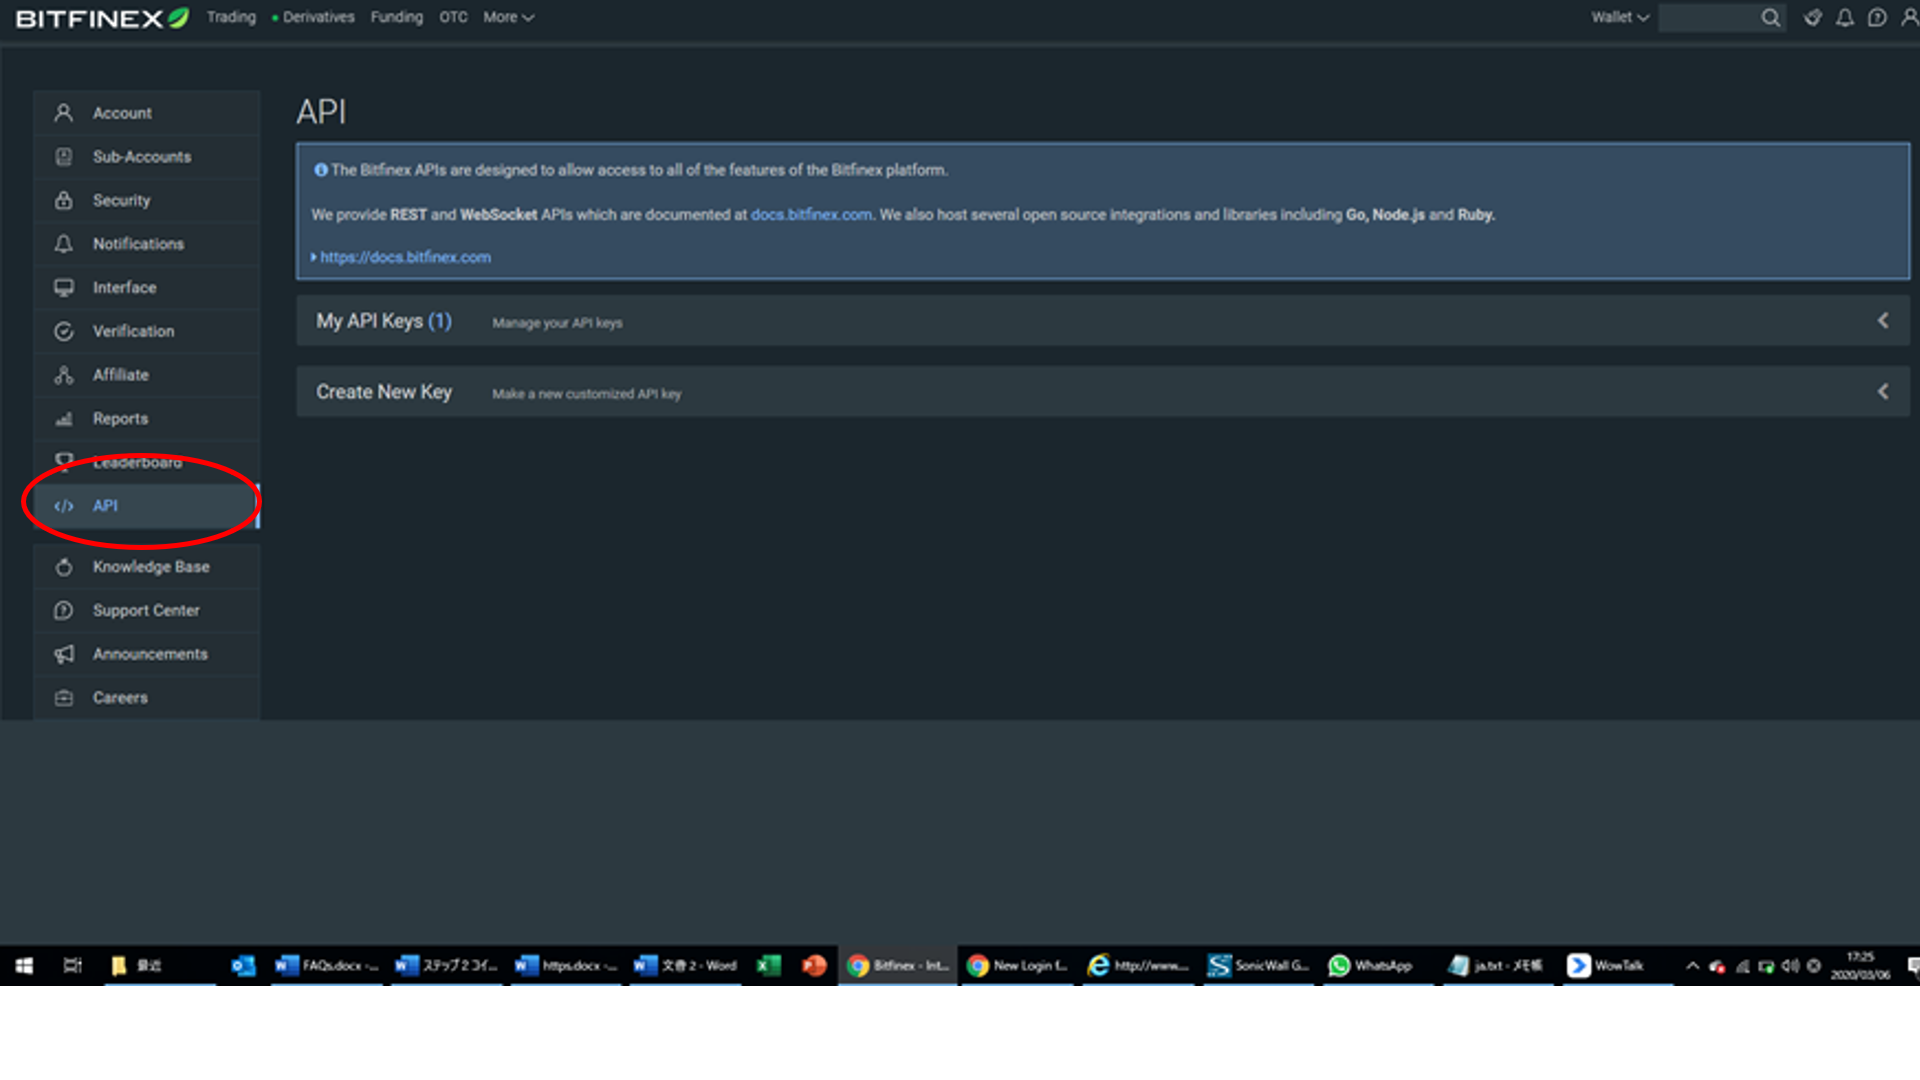 BITFINEX Trading Derivatives Funding OTC More Wallet
Account
Sub-Accounts
Security
Notifications
Interface
Verification
Affiliate
Reports
Leaderboard
API
Knowledge Base
Support Center
Announcements
Careers
API
The Bitfinex APIs are designed to allow access to all of the features of the Bitfinex platform.
We provide REST and WebSocket APIs which are documented at docs.bitfinex.com. We also host several open source integrations and libraries including Go, Node.js and Ruby.
https://docs.bitfinex.com
My API Keys (1) Manage your API keys
Create New Key Make a new customized API key
最近 FAQs.docx -... ステップ2コイ... https.docx -... 文書 2 - Word Bitfinex - Int... New Login f... http://www.... SonicWall G... WhatsApp ja.txt - メモ帳 WowTalk 17:25
2020/03/06